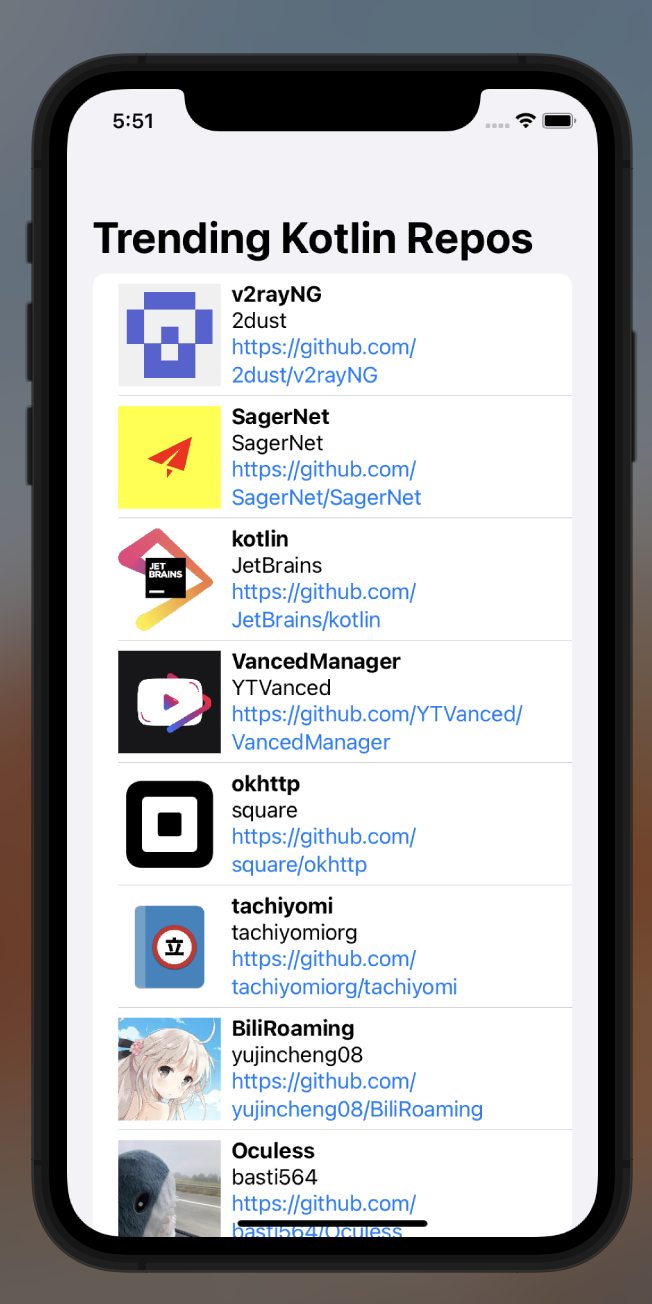 5:51
Trending Kotlin Repos
v2rayNG
2dust
https://github.com/
2dust/v2rayNG
SagerNet
SagerNet
https://github.com/
SagerNet/SagerNet
JET
BRAINS
kotlin
JetBrains
https://github.com/
JetBrains/kotlin
VancedManager
YTVanced
https://github.com/YTVanced/
VancedManager
okhttp
square
https://github.com/
square/okhttp
立
tachiyomi
tachiyomiorg
https://github.com/
tachiyomiorg/tachiyomi
BiliRoaming
yujincheng08
https://github.com/
yujincheng08/BiliRoaming
Oculess
basti564
https://github.com/
basti564/Oculess